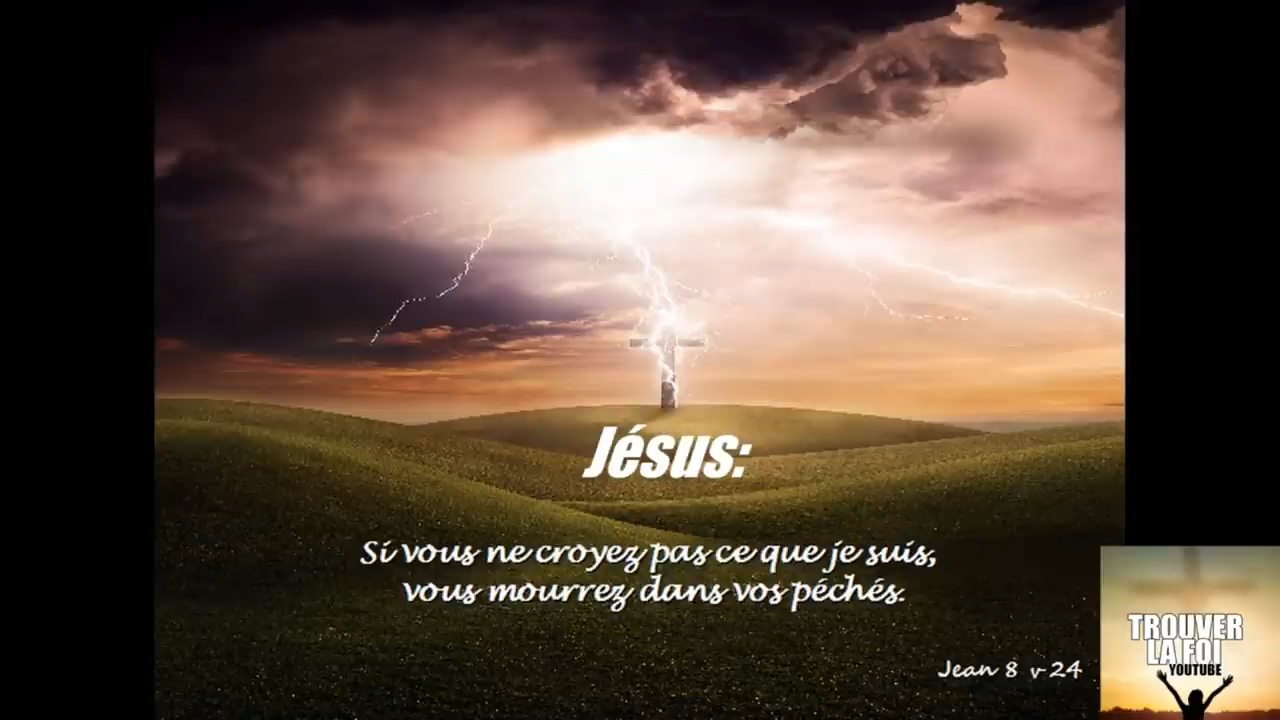 Jésus:
Si vous ne croyez pas ce que je suis,
vous mourrez dans vos péchés.
Jean 8 v 24
TROUVER
LA FOI
YOUTUBE